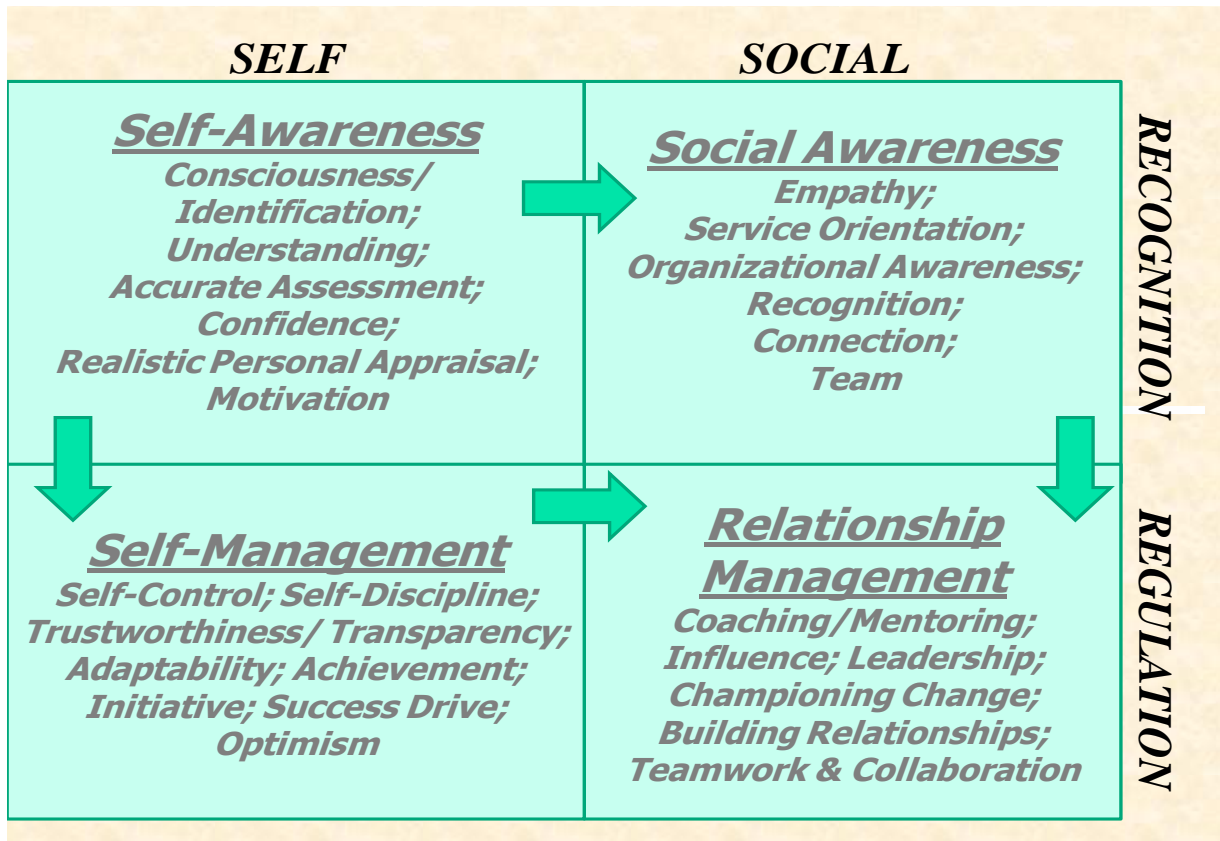 SELF
SOCIAL
Self-Awareness
Consciousness/
Identification;
Understanding;
Accurate Assessment;
Confidence;
Realistic Personal Appraisal;
Motivation
Social Awareness
Empathy;
Service Orientation;
Organizational Awareness;
Recognition;
Connection;
Team
RECOGNITION
Self-Management
Self-Control; Self-Discipline;
Trustworthiness/ Transparency;
Adaptability; Achievement;
Initiative; Success Drive;
Optimism
Relationship
Management
Coaching/Mentoring;
Influence; Leadership;
Championing Change;
Building Relationships;
Teamwork & Collaboration
REGULATION